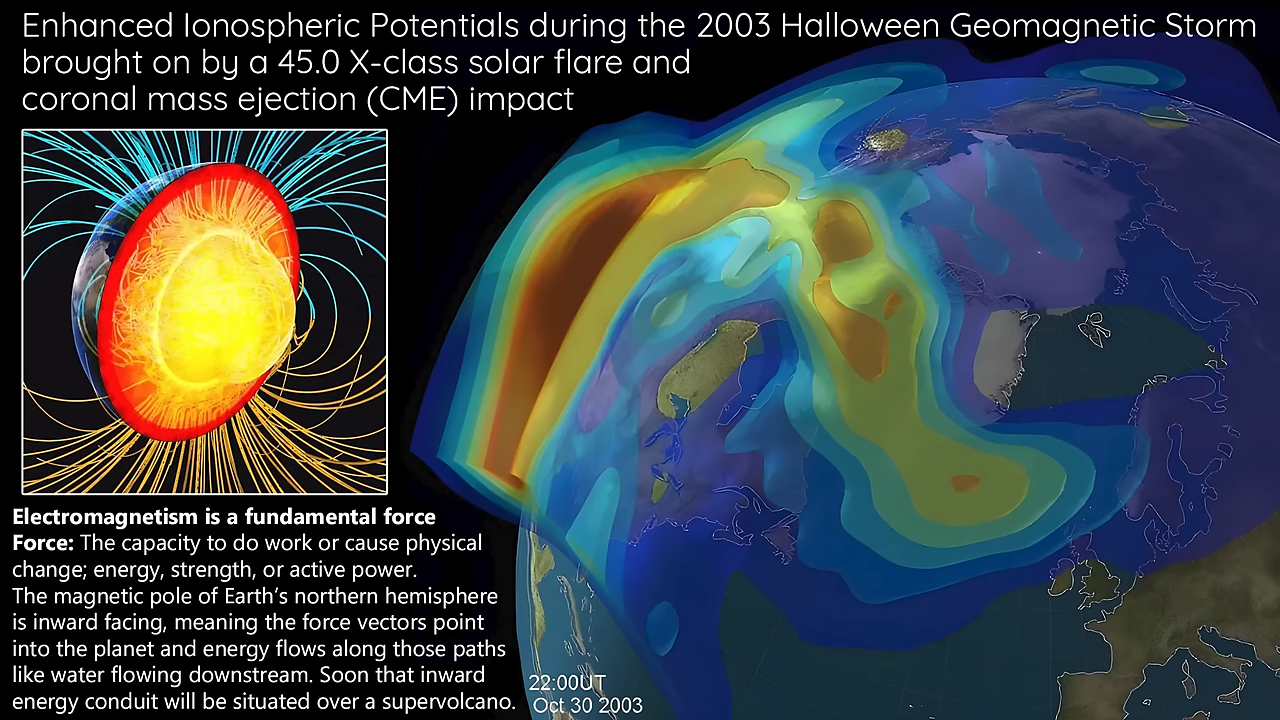 Enhanced Ionospheric Potentials during the 2003 Halloween Geomagnetic Storm
brought on by a 45.0 X-class solar flare and
coronal mass ejection (CME) impact
Electromagnetism is a fundamental force
Force: The capacity to do work or cause physical
change; energy, strength, or active power.
The magnetic pole of Earth's northern hemisphere
is inward facing, meaning the force vectors point
into the planet and energy flows along those paths
like water flowing downstream. Soon that inward
energy conduit will be situated over a supervolcano.
22:00UT
Oct 30 2003